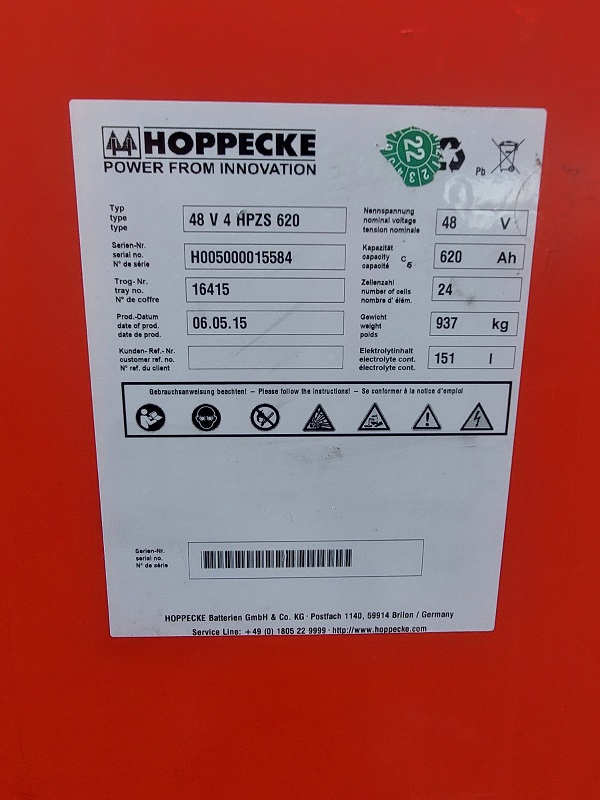 HOPPECKE
POWER FROM INNOVATION
22
Pb
Typ
type
type
48 V 4 HPZS 620
Nennspannung
nominal voltage
tension nominale
48 V
Serien-Nr.
serial no.
N° de série
H005000015584
Kapazität
capacity C5
capacité
620 Ah
Trog- Nr.
tray no.
N° de coffre
16415
Zellenzahl
number of cells
nombre d' élém.
24
Prod.-Datum
date of prod.
date de prod.
06.05.15
Gewicht
weight
poids
937 kg
Kunden- Ref.- Nr.
customer ref. no.
N° ref. du client
Elektrolytinhalt
electrolyte cont.
électrolyte cont.
151 l
Gebrauchsanweisung beachten! – Please follow the instructions! – Se conformer à la notice d'emploi
Serien-Nr.
serial no.
N° de série
HOPPECKE Batterien GmbH & Co. KG · Postfach 1140, 59914 Brilon / Germany
Service Line: +49 (0) 1805 22 9999 · http://www.hoppecke.com